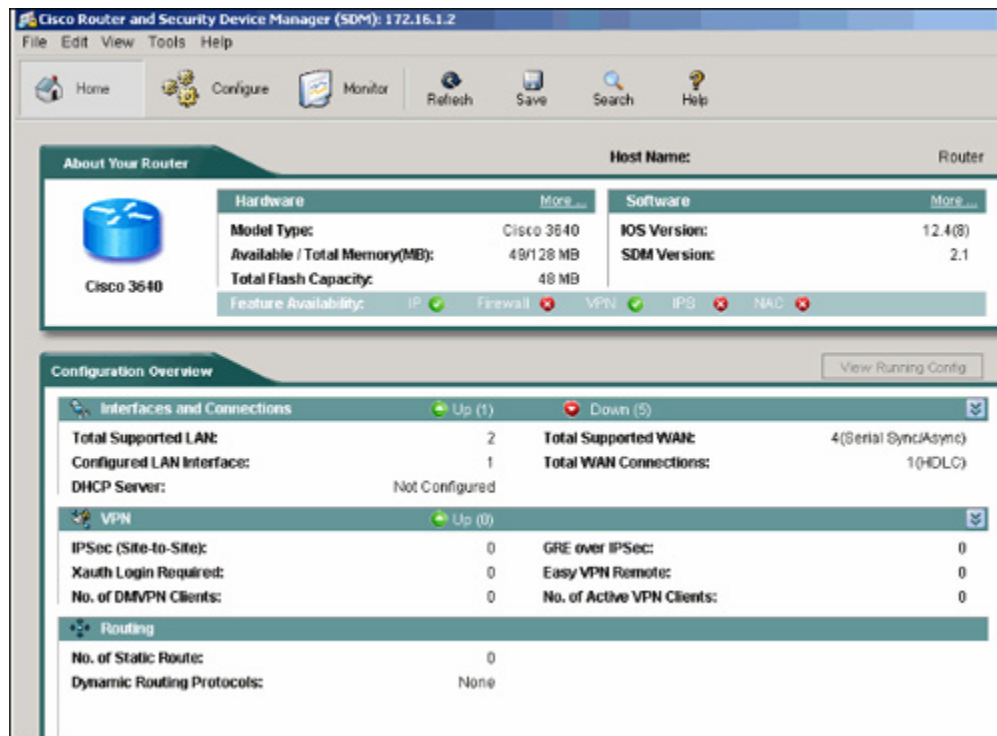 Cisco Router and Security Device Manager (SDM): 172.16.1.2
File Edit View Tools Help
Home Configure Monitor Refresh Save Search Help
About Your Router Host Name: Router
Cisco 3640
Hardware More ... Software More ...
Model Type: Cisco 3640 IOS Version: 12.4(8)
Available / Total Memory(MB): 49/128 MB SDM Version: 2.1
Total Flash Capacity: 48 MB
Feature Availability: IP Firewall VPN IPS NAC
Configuration Overview View Running Config
Interfaces and Connections Up (1) Down (5)
Total Supported LAN: 2 Total Supported WAN: 4(Serial Sync/Async)
Configured LAN Interface: 1 Total WAN Connections: 1(HDLC)
DHCP Server: Not Configured
VPN Up (0)
IPSec (Site-to-Site): 0 GRE over IPSec: 0
Xauth Login Required: 0 Easy VPN Remote: 0
No. of DMVPN Clients: 0 No. of Active VPN Clients: 0
Routing
No. of Static Route: 0
Dynamic Routing Protocols: None